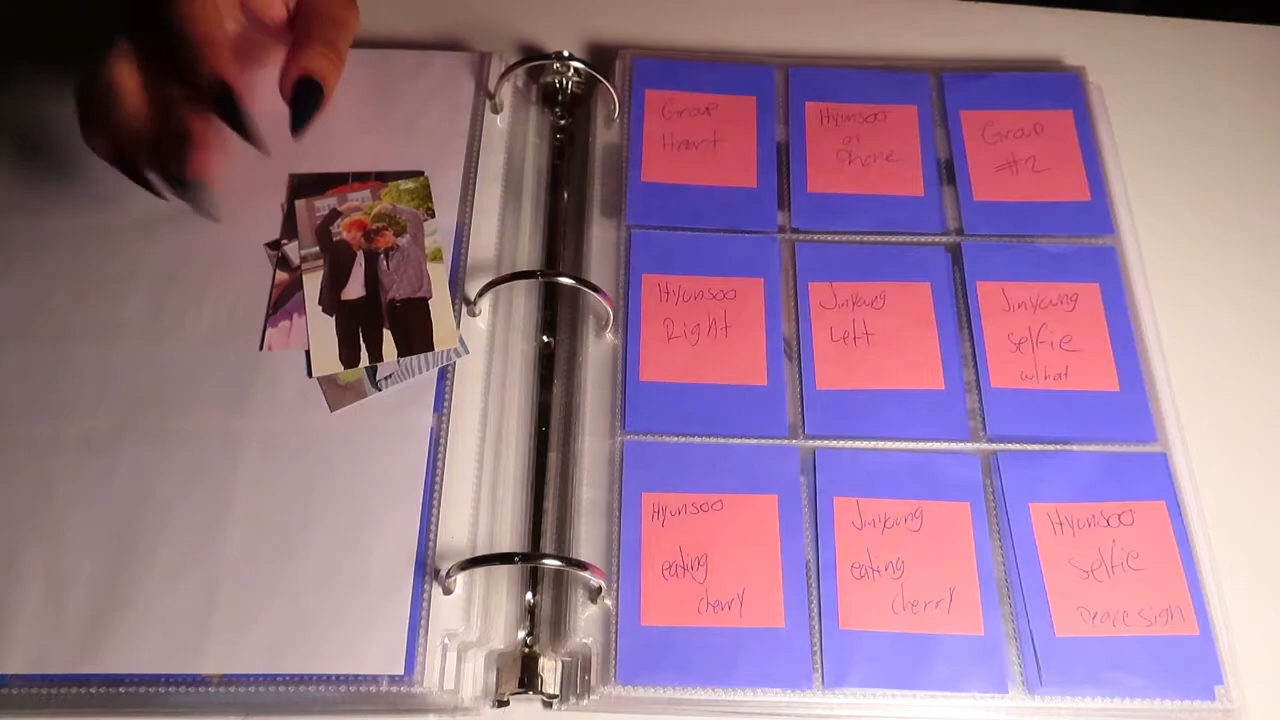 Group
Heart
Hyunsoo
on
phone
Group
#2
Hyunsoo
Right
Jinyoung
Left
Jinyoung
selfie
w/hat
Hyunsoo
eating
cherry
Jinyoung
eating
cherry
Hyunsoo
selfie
peace sign